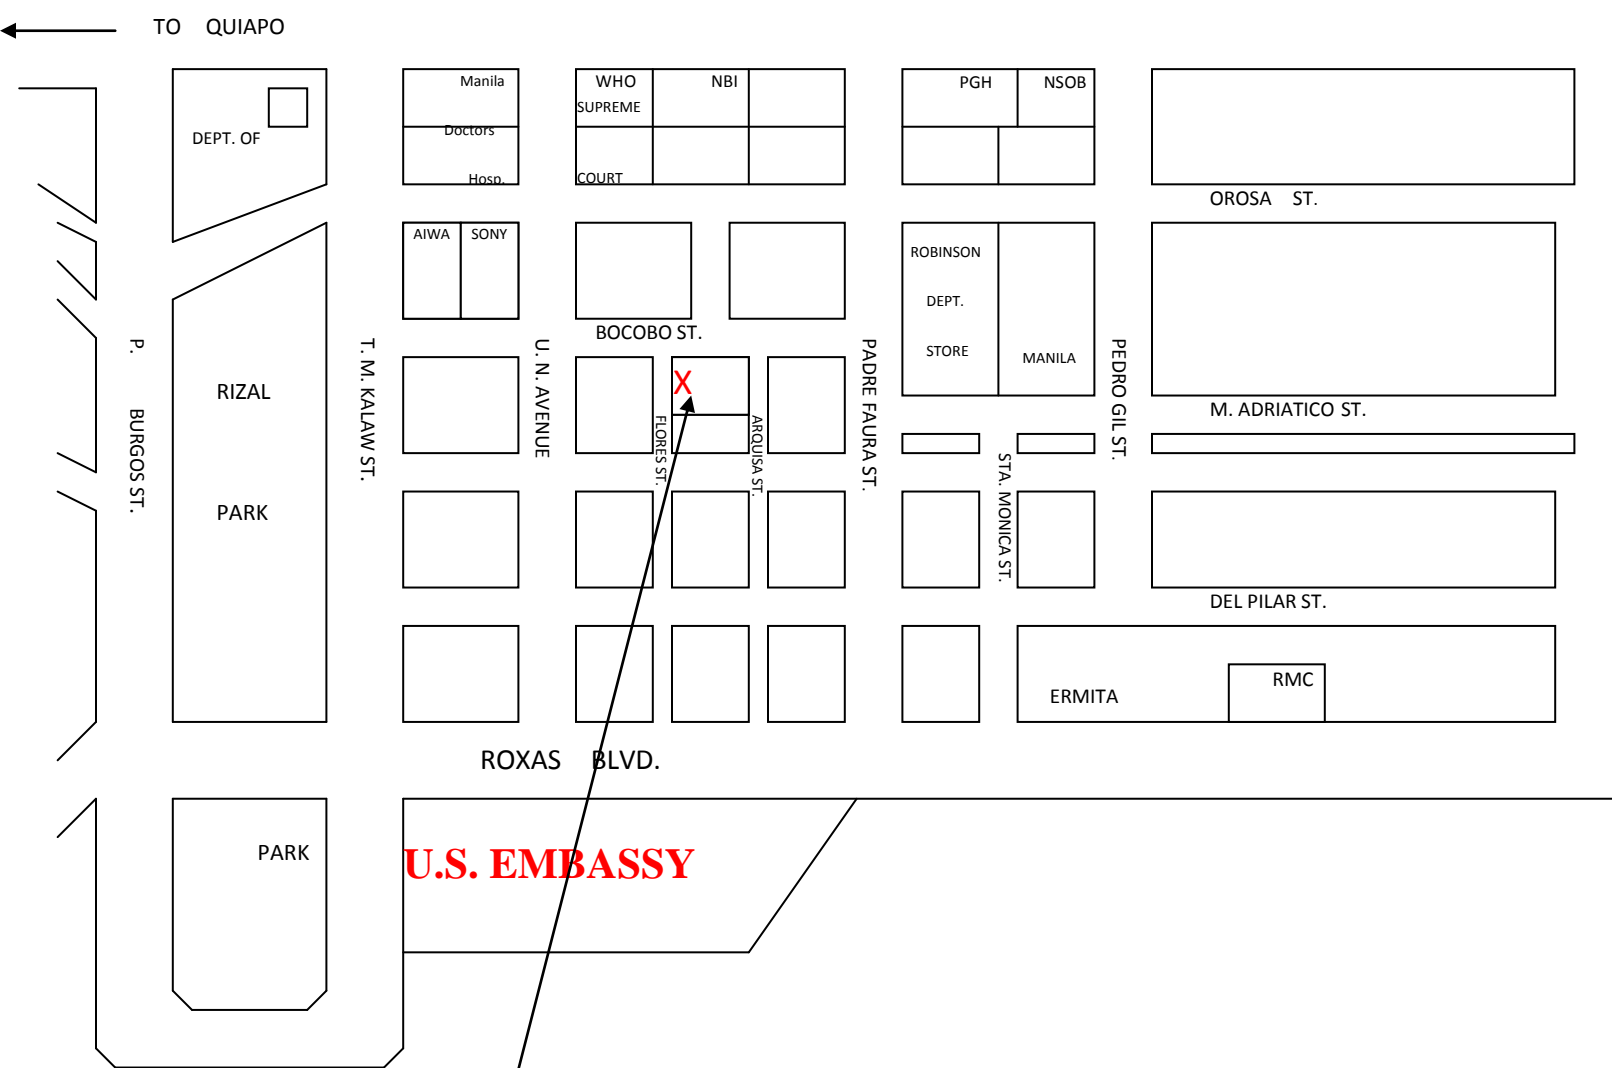 TO QUIAPO
Manila
WHO
NBI
PGH
NSOB
SUPREME
DEPT. OF
Doctors
Hosp.
COURT
OROSA ST.
AIWA
SONY
ROBINSON
DEPT.
STORE
MANILA
BOCOBO ST.
P. BURGOS ST.
RIZAL
PARK
T. M. KALAW ST.
U. N. AVENUE
X
FLORES ST.
ARQUISA ST.
PADRE FAURA ST.
PEDRO GIL ST.
M. ADRIATICO ST.
STA. MONICA ST.
DEL PILAR ST.
ERMITA
RMC
ROXAS BLVD.
PARK
U.S. EMBASSY